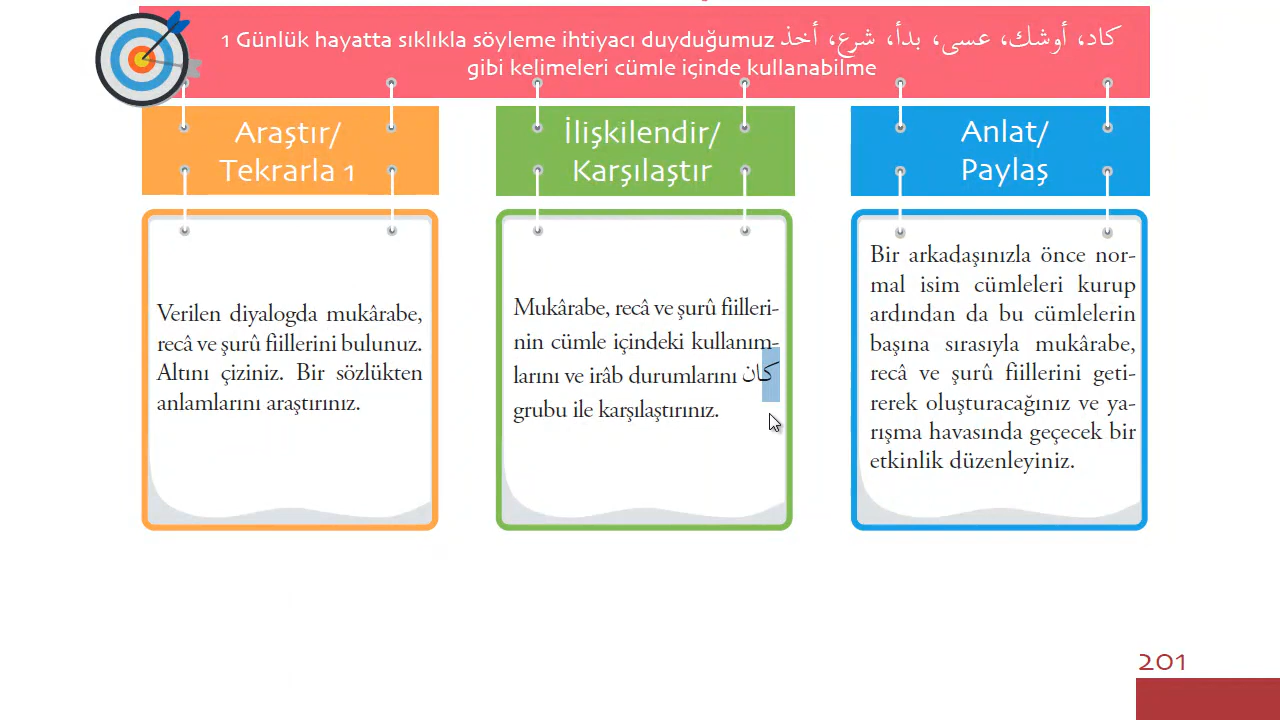 1 Günlük hayatta sıklıkla söyleme ihtiyacı duyduğumuz كاد، أوشك، عسى، بدأ، شرع، أخذ
gibi kelimeleri cümle içinde kullanabilme
Araştır/
Tekrarla 1
Verilen diyalogda mukârabe,
recâ ve şurû fiillerini bulunuz.
Altını çiziniz. Bir sözlükten
anlamlarını araştırınız.
İlişkilendir/
Karşılaştır
Mukârabe, recâ ve şurû fiilleri-
nin cümle içindeki kullanım-
larını ve irâb durumlarını كان
grubu ile karşılaştırınız.
Anlat/
Paylaş
Bir arkadaşınızla önce nor-
mal isim cümleleri kurup
ardından da bu cümlelerin
başına sırasıyla mukârabe,
recâ ve şurû fiillerini geti-
rerek oluşturacağınız ve ya-
rışma havasında geçecek bir
etkinlik düzenleyiniz.
201